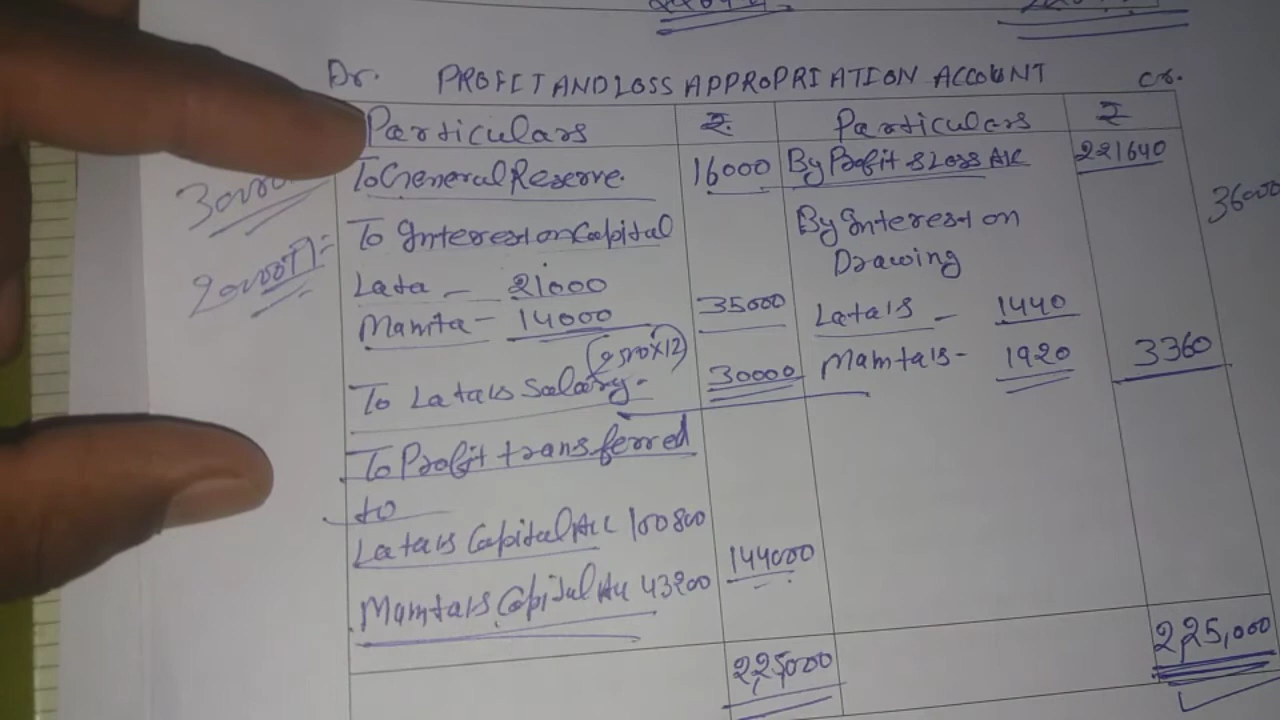 Dr. PROFIT AND LOSS APPROPRIATION ACCOUNT Cr.
Particulars ₹. Particulars ₹
To General Reserve. 16000 By Profit & Loss A/c 221640
36000
To Interest on Capital By Interest on
Drawing
Lata - 21000
Mamta - 14000 35000 Lata's - 1440
(2500x12) Mamta's - 1920 3360
To Lata's Salary - 30000
To Profit transferred
to
Lata's Capital A/c 100800
Mamta's Capital A/c 43200 144000
225000 225,000